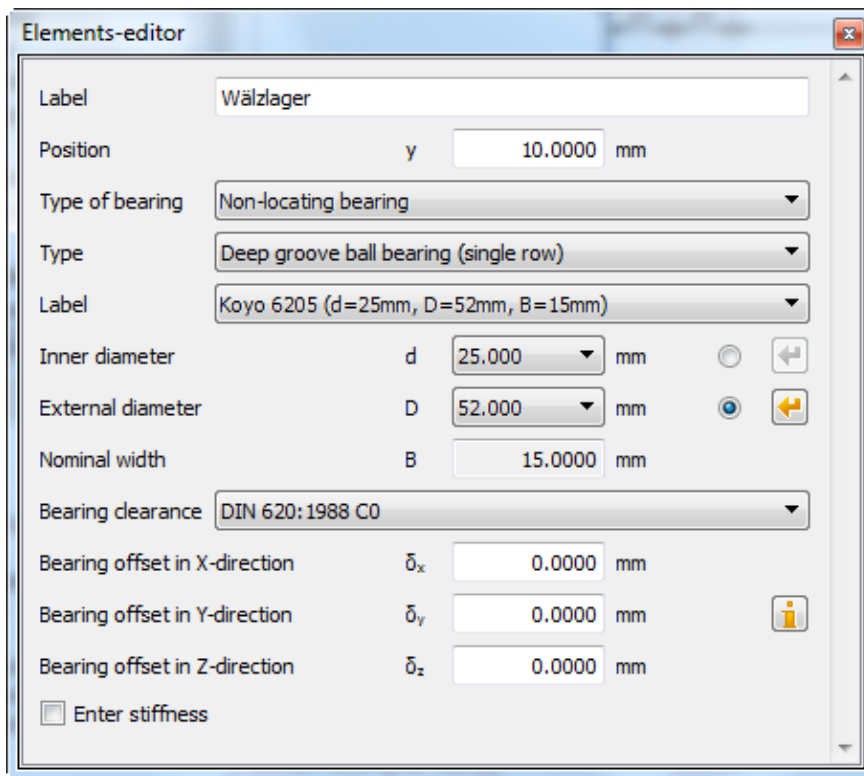 Elements-editor
Label Wälzlager
Position y 10.0000 mm
Type of bearing Non-locating bearing
Type Deep groove ball bearing (single row)
Label Koyo 6205 (d=25mm, D=52mm, B=15mm)
Inner diameter d 25.000 mm
External diameter D 52.000 mm
Nominal width B 15.0000 mm
Bearing clearance DIN 620:1988 C0
Bearing offset in X-direction δx 0.0000 mm
Bearing offset in Y-direction δy 0.0000 mm
Bearing offset in Z-direction δz 0.0000 mm
Enter stiffness